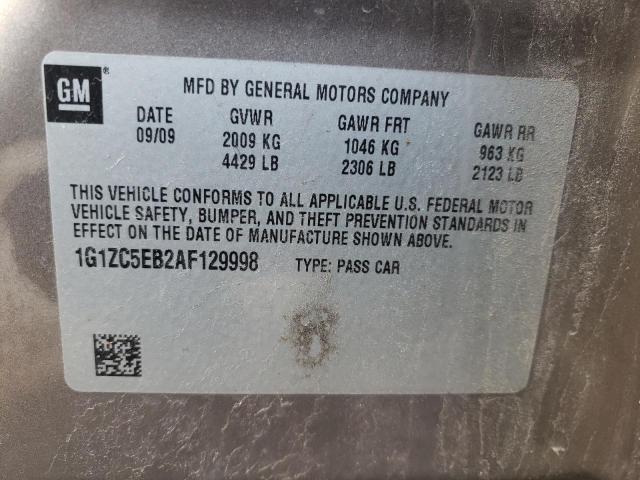 GM ®
MFD BY GENERAL MOTORS COMPANY
DATE GVWR GAWR FRT GAWR RR
09/09 2009 KG 1046 KG 963 KG
4429 LB 2306 LB 2123 LB
THIS VEHICLE CONFORMS TO ALL APPLICABLE U.S. FEDERAL MOTOR
VEHICLE SAFETY, BUMPER, AND THEFT PREVENTION STANDARDS IN
EFFECT ON THE DATE OF MANUFACTURE SHOWN ABOVE.
1G1ZC5EB2AF129998 TYPE: PASS CAR